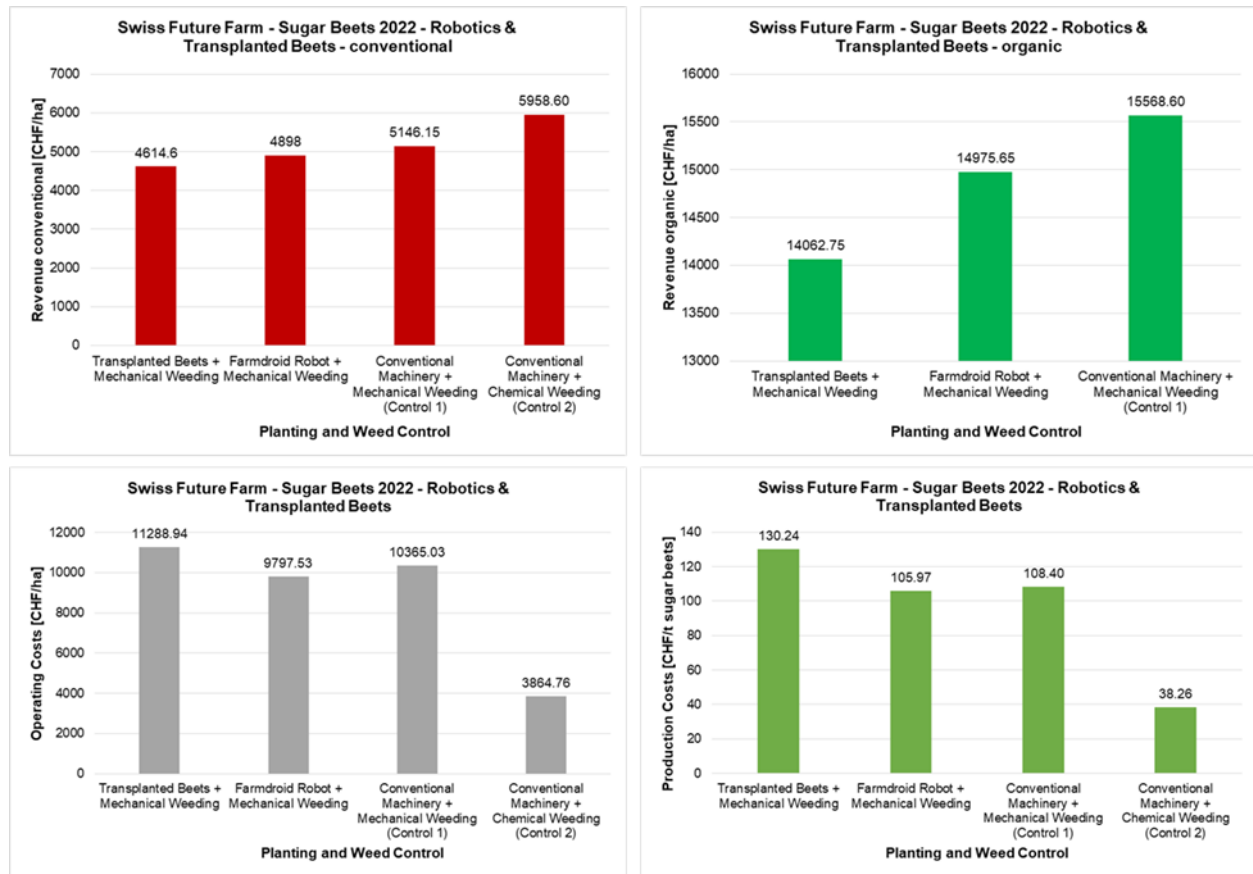 Swiss Future Farm - Sugar Beets 2022 - Robotics &
Transplanted Beets - conventional
Revenue conventional [CHF/ha]
7000
6000
5000
4000
3000
2000
1000
0
4614.6
4898
5146.15
5958.60
Transplanted Beets +
Mechanical Weeding
Farmdroid Robot +
Mechanical Weeding
Conventional
Machinery +
Mechanical Weeding
(Control 1)
Conventional
Machinery +
Chemical Weeding
(Control 2)
Planting and Weed Control
Swiss Future Farm - Sugar Beets 2022 - Robotics &
Transplanted Beets - organic
Revenue organic [CHF/ha]
16000
15500
15000
14500
14000
13500
13000
14062.75
14975.65
15568.60
Transplanted Beets +
Mechanical Weeding
Farmdroid Robot +
Mechanical Weeding
Conventional Machinery +
Mechanical Weeding
(Control 1)
Planting and Weed Control
Swiss Future Farm - Sugar Beets 2022 - Robotics &
Transplanted Beets
Operating Costs [CHF/ha]
12000
10000
8000
6000
4000
2000
0
11288.94
9797.53
10365.03
3864.76
Transplanted Beets +
Mechanical Weeding
Farmdroid Robot +
Mechanical Weeding
Conventional
Machinery +
Mechanical Weeding
(Control 1)
Conventional
Machinery +
Chemical Weeding
(Control 2)
Planting and Weed Control
Swiss Future Farm - Sugar Beets 2022 - Robotics &
Transplanted Beets
Production Costs [CHF/t sugar beets]
140
120
100
80
60
40
20
0
130.24
105.97
108.40
38.26
Transplanted Beets +
Mechanical Weeding
Farmdroid Robot +
Mechanical Weeding
Conventional
Machinery +
Mechanical Weeding
(Control 1)
Conventional
Machinery +
Chemical Weeding
(Control 2)
Planting and Weed Control